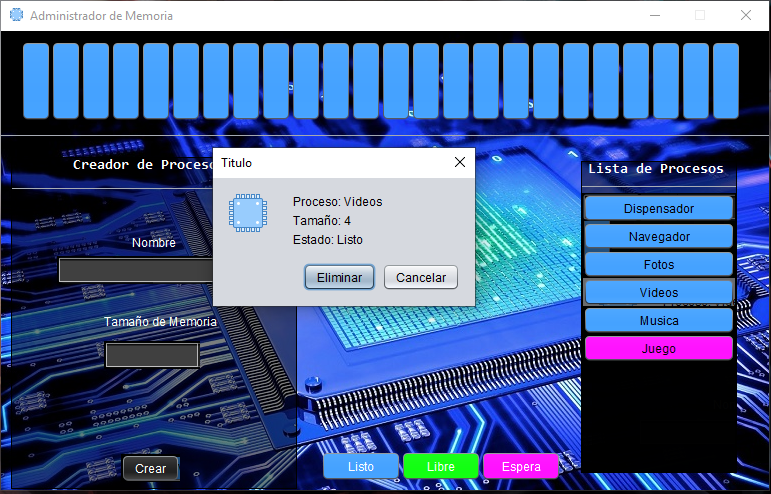 Administrador de Memoria
Creador de Proceso
Lista de Procesos
Titulo
Proceso: Videos
Tamaño: 4
Estado: Listo
Eliminar
Cancelar
Nombre
Tamaño de Memoria
Crear
Dispensador
Navegador
Fotos
Videos
Musica
Juego
Listo
Libre
Espera